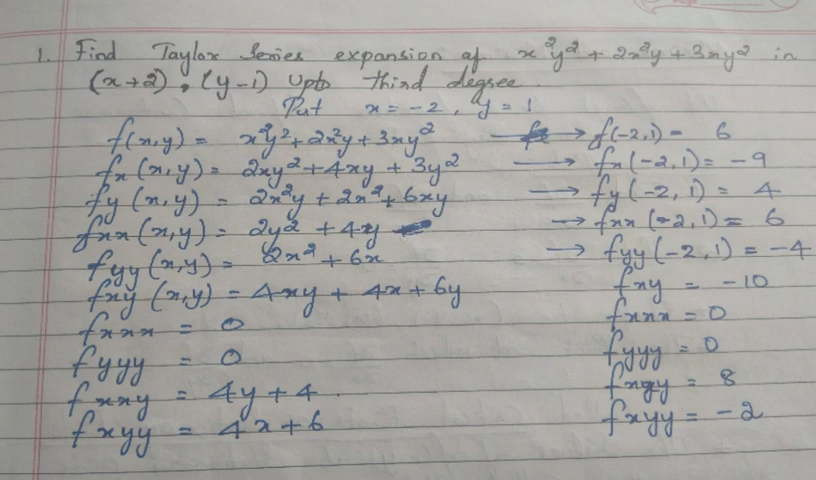 1. Find Taylor Series expansion of x²y² + 2x²y + 3xy² in
(x+2), (y-1) upto third degree.
Put x = -2, y = 1
f(x,y) = x²y² + 2x²y + 3xy² → f(-2,1) = 6
fx(x,y) = 2xy² + 4xy + 3y² → fx(-2,1) = -9
fy(x,y) = 2x²y + 2x² + 6xy → fy(-2,1) = 4
fxx(x,y) = 2y² + 4y → fxx(-2,1) = 6
fyy(x,y) = 2x² + 6x → fyy(-2,1) = -4
fxy(x,y) = 4xy + 4x + 6y fxy = -10
fxxx = 0 fxxx = 0
fyyy = 0 fyyy = 0
fxxy = 4y + 4 fxxy = 8
fxyy = 4x + 6 fxyy = -2